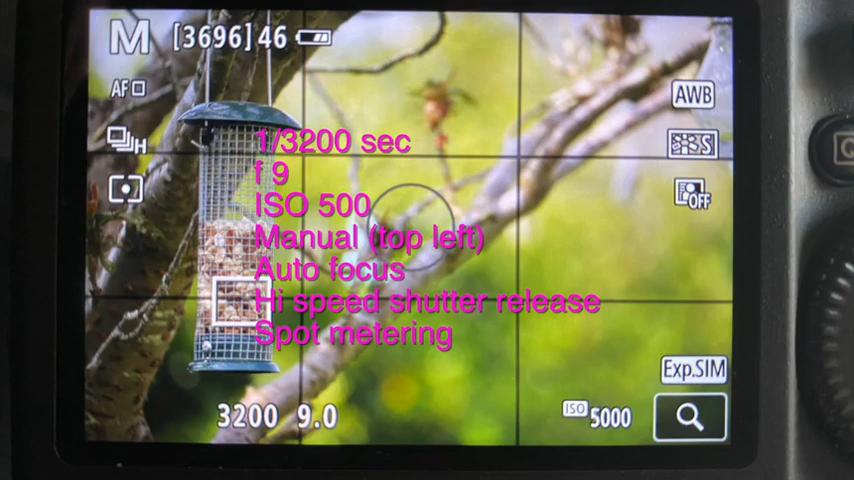 M [3696] 46
AF
AWB
H
S
OFF
1/3200 sec
f 9
ISO 500
Manual (top left)
Auto focus
Hi speed shutter release
Spot metering
Exp.SIM
3200 9.0
ISO 5000